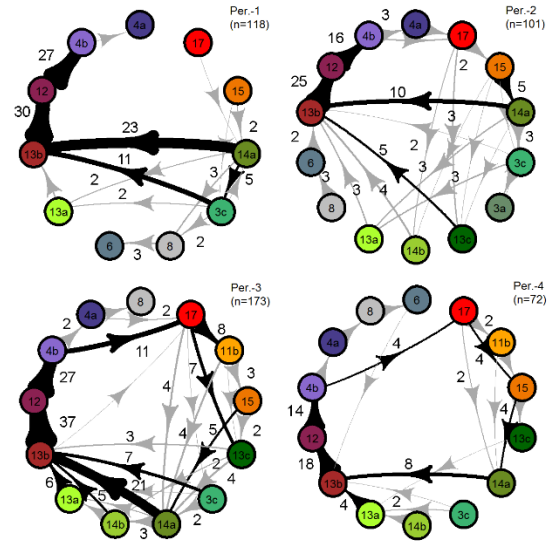 Per.-1
(n=118)
4a
17
4b
27
12
15
30
2
23
13b
14a
11
3
5
2
2
13a
3c
2
6
8
3
Per.-2
(n=101)
3
4a
17
4b
16
2
12
15
25
5
10
13b
14a
2
5
2
3
3
6
3c
3
3
4
3
8
3a
13a
14b
13c
Per.-3
(n=173)
8
4a
17
2
2
4b
8
11b
11
7
27
4
3
12
15
4
5
37
2
3
13b
13c
7
2
6
5
21
4
13a
3c
2
14b
3
14a
Per.-4
(n=72)
6
8
17
4a
2
11b
4
4
4b
2
15
14
12
13c
18
8
13b
14a
4
2
13a
3c
14b